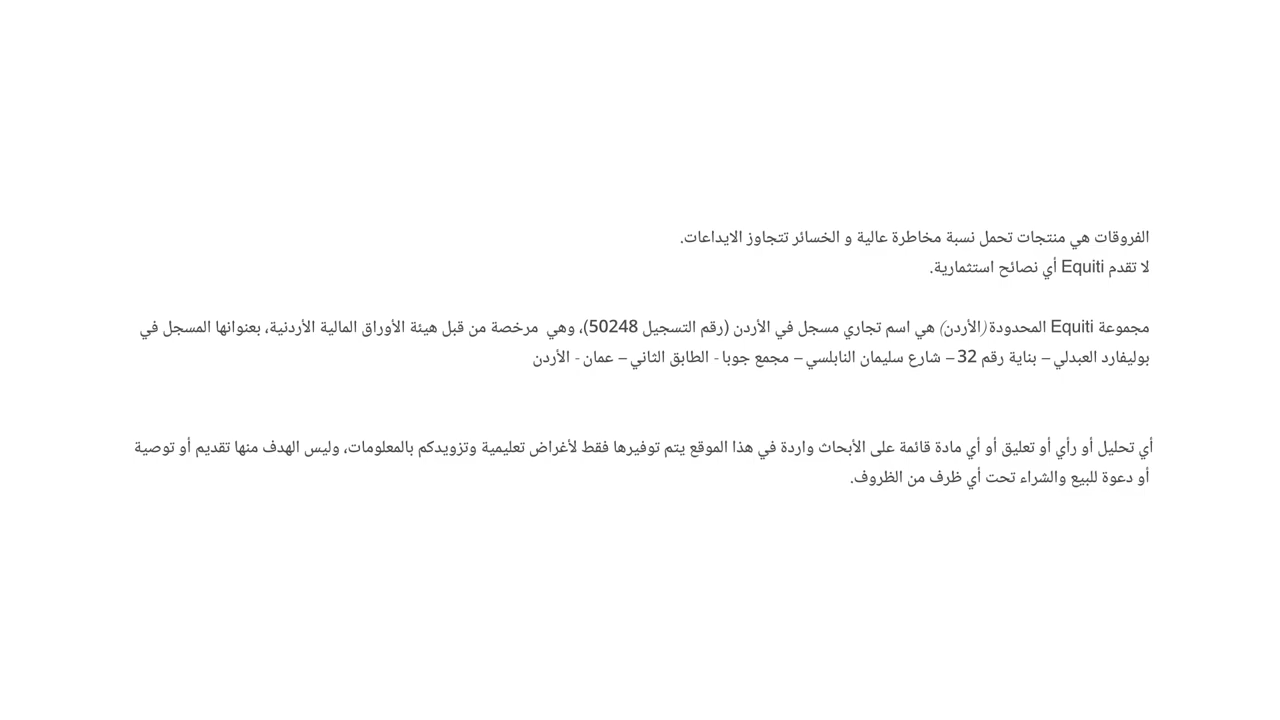 الفروقات هي منتجات تحمل نسبة مخاطرة عالية و الخسائر تتجاوز الايداعات.
لا تقدم Equiti أي نصائح استثمارية.
مجموعة Equiti المحدودة (الأردن) هي اسم تجاري مسجل في الأردن (رقم التسجيل 50248)، وهي مرخصة من قبل هيئة الأوراق المالية الأردنية، بعنوانها المسجل في
بوليفارد العبدلي – بناية رقم 32 – شارع سليمان النابلسي – مجمع جوبا - الطابق الثاني – عمان - الأردن
أي تحليل أو رأي أو تعليق أو أي مادة قائمة على الأبحاث واردة في هذا الموقع يتم توفيرها فقط لأغراض تعليمية وتزويدكم بالمعلومات، وليس الهدف منها تقديم أو توصية
أو دعوة للبيع والشراء تحت أي ظرف من الظروف.